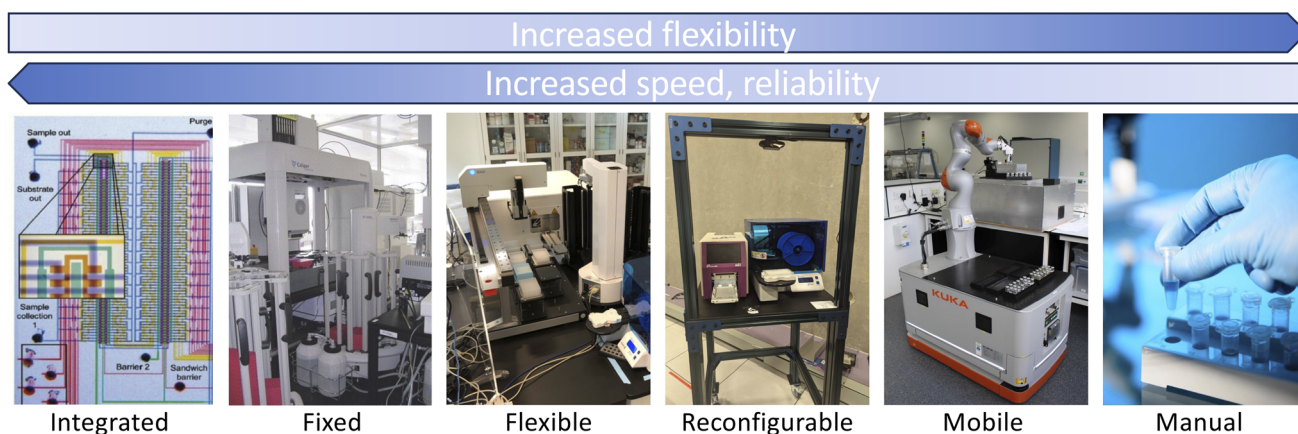 Increased flexibility
Increased speed, reliability
Purge
Sample out
Substrate
out
Sample
collection
1
Barrier 2
Sandwich
barrier
KUKA
Integrated
Fixed
Flexible
Reconfigurable
Mobile
Manual